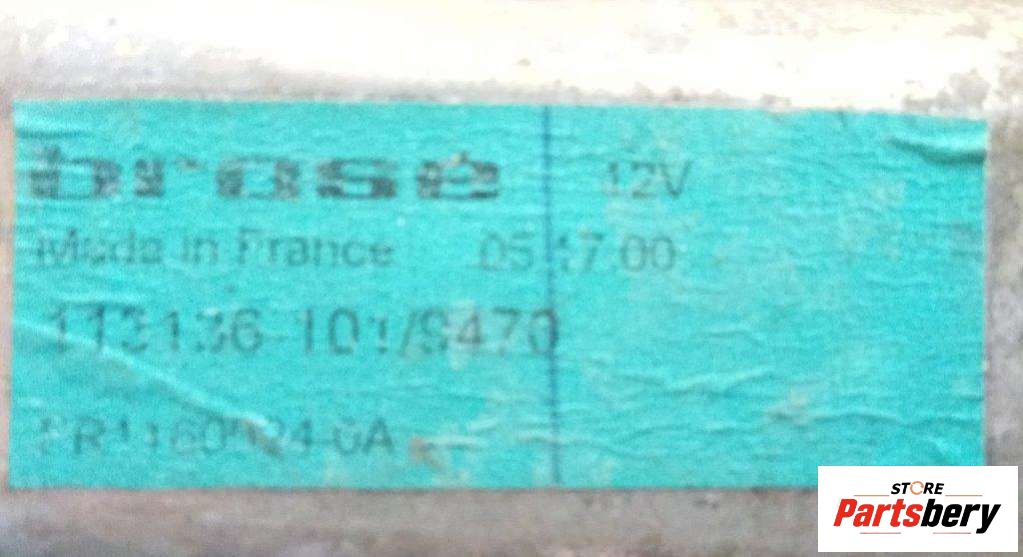 brose 12V
Made in France 05 17 00
113136-101/9470
STORE
Partsbery